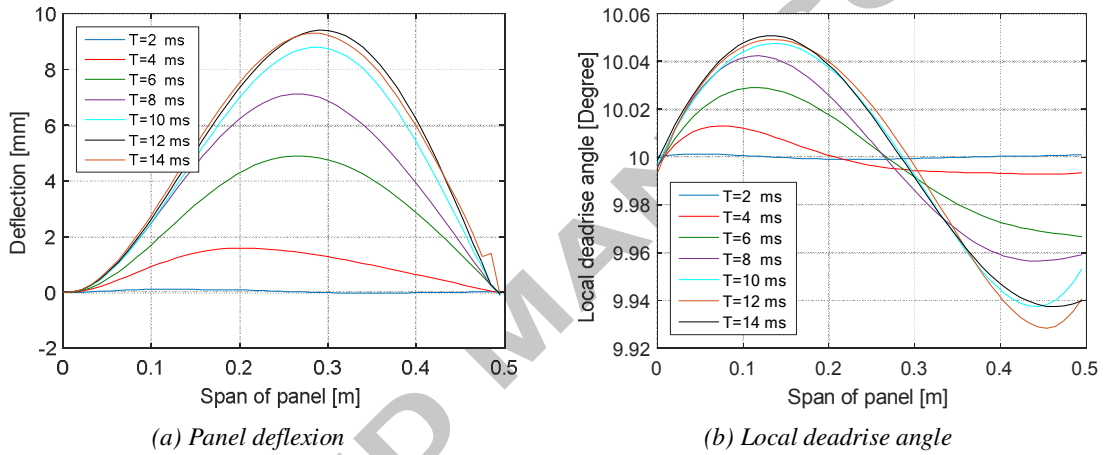 10
8
6
4
2
0
-2
Deflection [mm]
T=2 ms
T=4 ms
T=6 ms
T=8 ms
T=10 ms
T=12 ms
T=14 ms
0 0.1 0.2 0.3 0.4 0.5
Span of panel [m]
(a) Panel deflexion
10.06
10.04
10.02
10
9.98
9.96
9.94
9.92
Local deadrise angle [Degree]
T=2 ms
T=4 ms
T=6 ms
T=8 ms
T=10 ms
T=12 ms
T=14 ms
0 0.1 0.2 0.3 0.4 0.5
Span of panel [m]
(b) Local deadrise angle